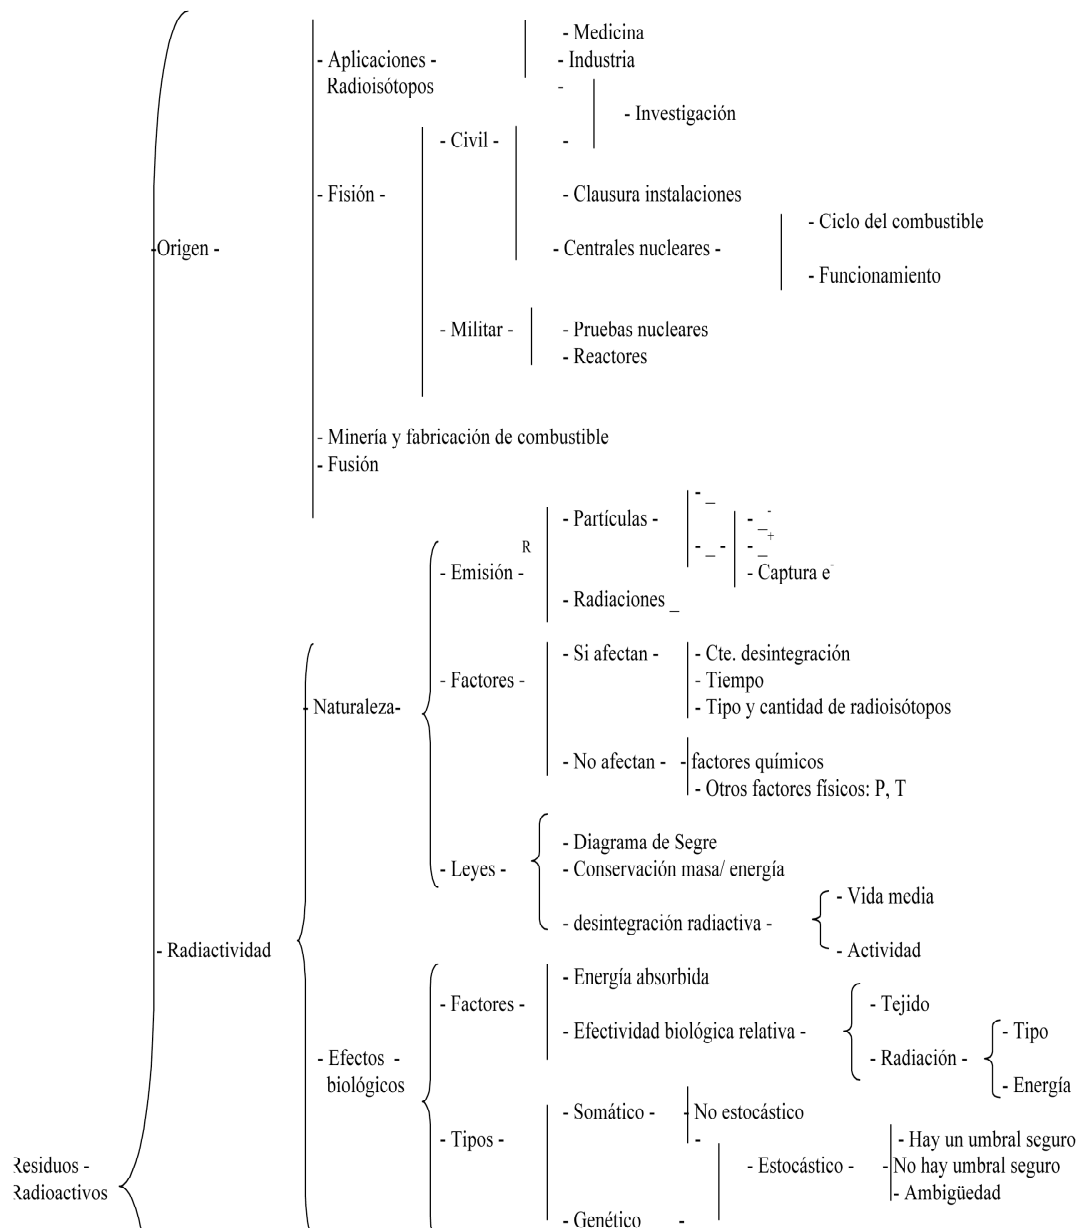 - Medicina
- Aplicaciones - - Industria
Radioisótopos -
- Investigación
- Civil - -
- Fisión - - Clausura instalaciones
- Ciclo del combustible
-Origen - - Centrales nucleares -
- Funcionamiento
- Militar - - Pruebas nucleares
- Reactores
- Minería y fabricación de combustible
- Fusión
- _
- Partículas - - _-
R - _ - - _+
- Emisión - - Captura e-
- Radiaciones _
- Si afectan - - Cte. desintegración
- Factores - - Tiempo
- Naturaleza- - Tipo y cantidad de radioisótopos
- No afectan - - factores químicos
- Otros factores físicos: P, T
- Diagrama de Segre
- Leyes - - Conservación masa/ energía
- Vida media
- desintegración radiactiva -
- Radiactividad - Actividad
- Energía absorbida
- Factores - - Tejido
- Efectividad biológica relativa - - Tipo
- Efectos - - Radiación -
biológicos - Energía
- Somático - - No estocástico
- Tipos - - - Hay un umbral seguro
Residuos - - Estocástico - - No hay umbral seguro
Radioactivos - Ambigüedad
- Genético -